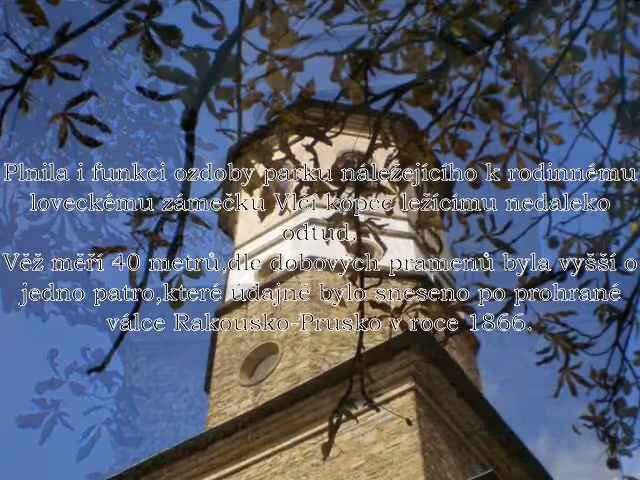 Plnila i funkci ozdoby parku náležejícího k rodinnému
loveckému zámečku Vlčí kopec ležícímu nedaleko
odtud.
Věž měří 40 metrů,dle dobových pramenů byla vyšší o
jedno patro,které údajně bylo sneseno po prohrané
válce Rakousko-Prusko v roce 1866.